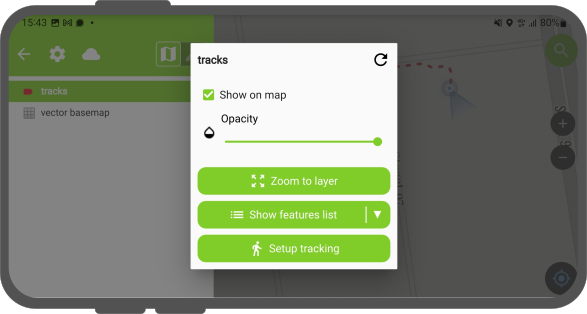 15:43
80%
tracks
vector basemap
tracks
Show on map
Opacity
Zoom to layer
Show features list
Setup tracking